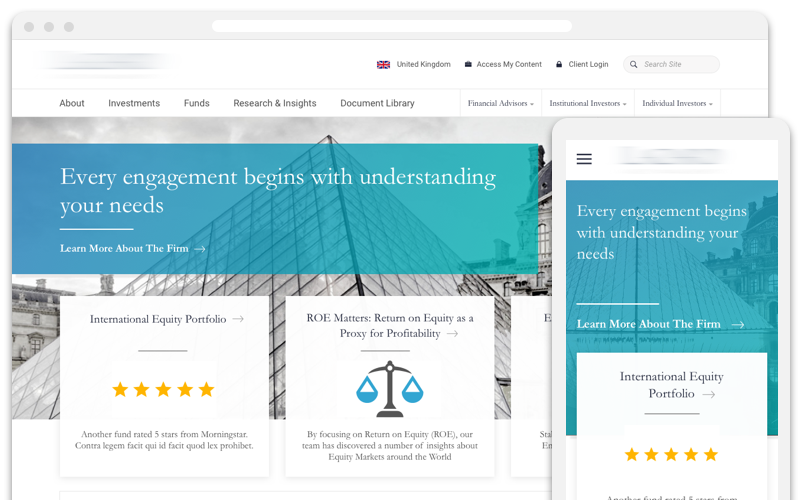 United Kingdom
Access My Content
Client Login
Search Site
About
Investments
Funds
Research & Insights
Document Library
Financial Advisors
Institutional Investors
Individual Investors
Every engagement begins with understanding
your needs
Learn More About The Firm
International Equity Portfolio
Another fund rated 5 stars from Morningstar.
Contra legem facit qui id facit quod lex prohibet.
ROE Matters: Return on Equity as a
Proxy for Profitability
By focusing on Return on Equity (ROE), our
team has discovered a number of insights about
Equity Markets around the World
E
Sta
En
Every engagement begins
with understanding your
needs
Learn More About The Firm
International Equity
Portfolio
Another fund rated 5 stars from